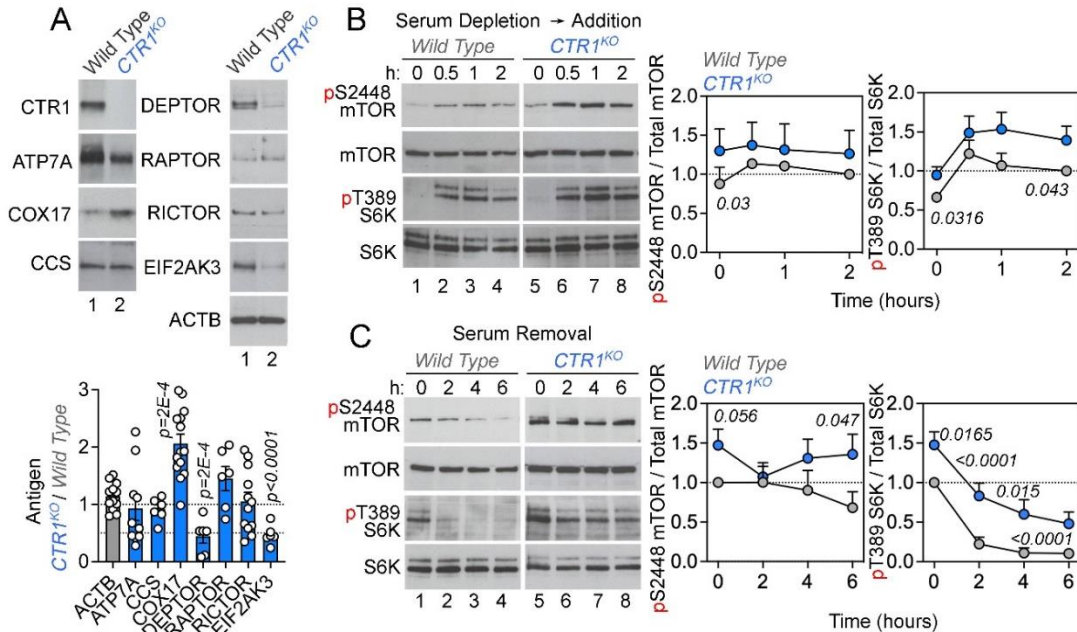 A
Wild Type
CTR1KO
CTR1
ATP7A
COX17
CCS
1 2
Wild Type
CTR1KO
DEPTOR
RAPTOR
RICTOR
EIF2AK3
ACTB
1 2
Antigen
CTR1KO / Wild Type
3
2
1
0
p=2E-4
p=2E-4
p<0.0001
ACTB
ATP7A
CCS
COX17
DEPTOR
RAPTOR
RICTOR
EIF2AK3
B
Serum Depletion → Addition
Wild Type CTR1KO
h: 0 0.5 1 2 0 0.5 1 2
pS2448
mTOR
mTOR
pT389
S6K
S6K
1 2 3 4 5 6 7 8
Wild Type
CTR1KO
pS2448 mTOR / Total mTOR
2.0
1.5
1.0
0.5
0.0
0.03
0 1 2
pT389 S6K / Total S6K
2.0
1.5
1.0
0.5
0.0
0.0316
0.043
0 1 2
Time (hours)
C
Serum Removal
Wild Type CTR1KO
h: 0 2 4 6 0 2 4 6
pS2448
mTOR
mTOR
pT389
S6K
S6K
1 2 3 4 5 6 7 8
Wild Type
CTR1KO
pS2448 mTOR / Total mTOR
2.0
1.5
1.0
0.5
0.0
0.056
0.047
0 2 4 6
pT389 S6K / Total S6K
2.0
1.5
1.0
0.5
0.0
0.0165
<0.0001
0.015
<0.0001
0 2 4 6
Time (hours)